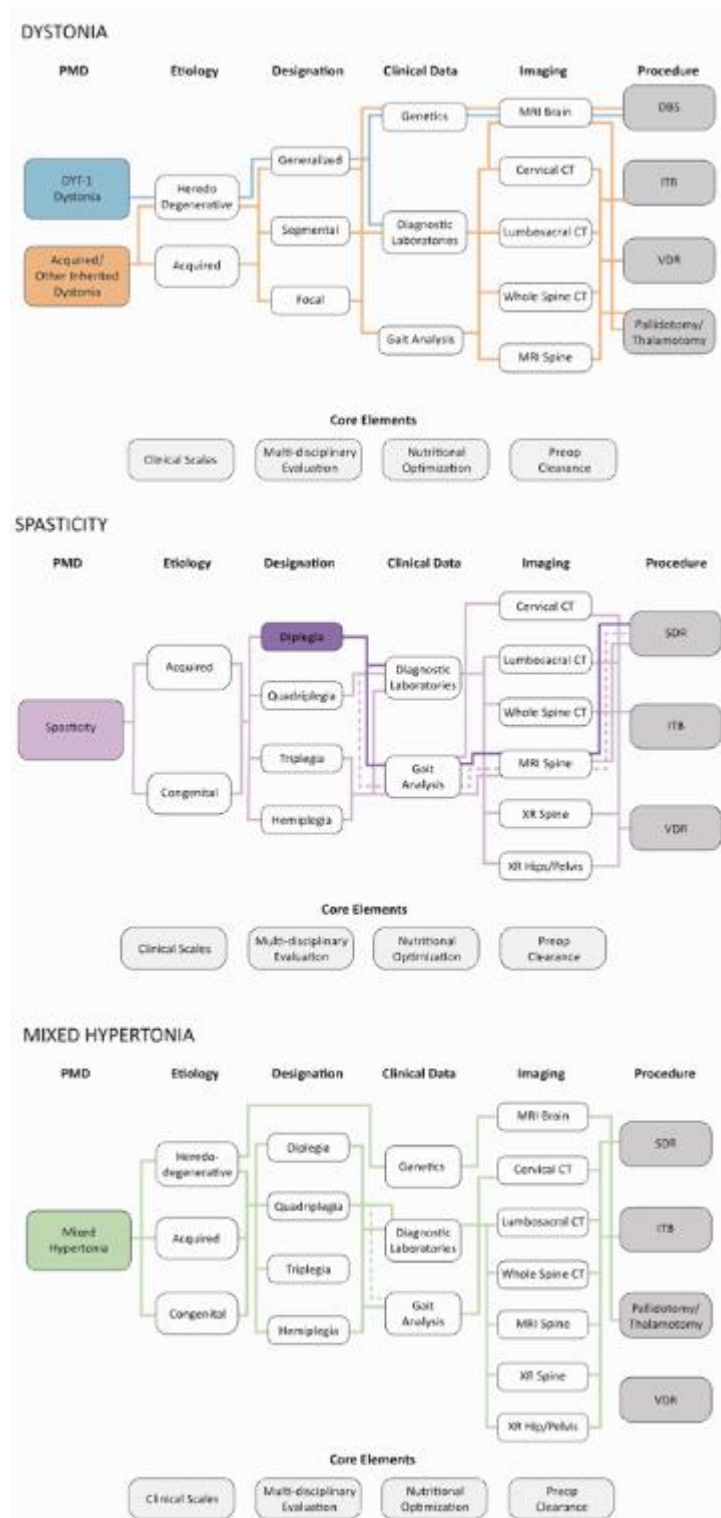 DYSTONIA
PMD Etiology Designation Clinical Data Imaging Procedure
DYT-1
Dystonia
Acquired/
Other Inherited
Dystonia
Heredo
Degenerative
Acquired
Generalized
Segmental
Focal
Genetics
Diagnostic
Laboratories
Gait Analysis
MRI Brain
Cervical CT
Lumbosacral CT
Whole Spine CT
MRI Spine
DBS
ITB
VDR
Pallidotomy/
Thalamotomy
Core Elements
Clinical Scales
Multi-disciplinary
Evaluation
Nutritional
Optimization
Preop
Clearance
SPASTICITY
PMD Etiology Designation Clinical Data Imaging Procedure
Spasticity
Acquired
Congenital
Diplegia
Quadriplegia
Triplegia
Hemiplegia
Diagnostic
Laboratories
Gait
Analysis
Cervical CT
Lumbosacral CT
Whole Spine CT
MRI Spine
XR Spine
XR Hips/Pelvis
SDR
ITB
VDR
Core Elements
Clinical Scales
Multi-disciplinary
Evaluation
Nutritional
Optimization
Preop
Clearance
MIXED HYPERTONIA
PMD Etiology Designation Clinical Data Imaging Procedure
Mixed
Hypertonia
Heredo-
degenerative
Acquired
Congenital
Diplegia
Quadriplegia
Triplegia
Hemiplegia
Genetics
Diagnostic
Laboratories
Gait
Analysis
MRI Brain
Cervical CT
Lumbosacral CT
Whole Spine CT
MRI Spine
XR Spine
XR Hip/Pelvis
SDR
ITB
Pallidotomy/
Thalamotomy
VDR
Core Elements
Clinical Scales
Multi-disciplinary
Evaluation
Nutritional
Optimization
Preop
Clearance